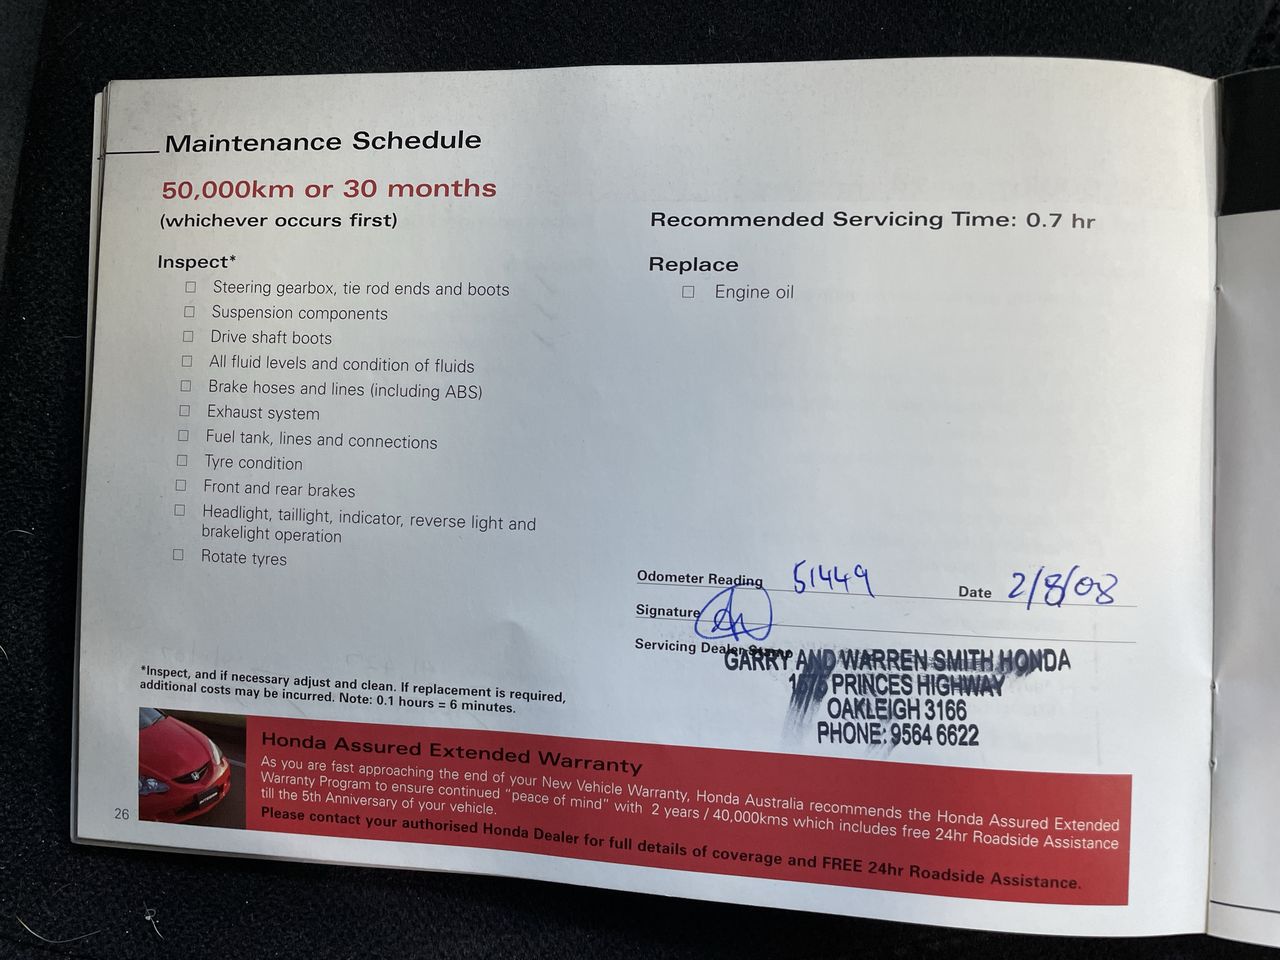 Maintenance Schedule
50,000km or 30 months
(whichever occurs first)
Inspect*
Steering gearbox, tie rod ends and boots
Suspension components
Drive shaft boots
All fluid levels and condition of fluids
Brake hoses and lines (including ABS)
Exhaust system
Fuel tank, lines and connections
Tyre condition
Front and rear brakes
Headlight, taillight, indicator, reverse light and
brakelight operation
Rotate tyres
Recommended Servicing Time: 0.7 hr
Replace
Engine oil
Odometer Reading 51449 Date 2/8/08
Signature
Servicing Dealer Stamp
GARRY AND WARREN SMITH HONDA
1575 PRINCES HIGHWAY
OAKLEIGH 3166
PHONE: 9564 6622
*Inspect, and if necessary adjust and clean. If replacement is required,
additional costs may be incurred. Note: 0.1 hours = 6 minutes.
Honda Assured Extended Warranty
As you are fast approaching the end of your New Vehicle Warranty, Honda Australia recommends the Honda Assured Extended
Warranty Program to ensure continued "peace of mind" with 2 years / 40,000kms which includes free 24hr Roadside Assistance
till the 5th Anniversary of your vehicle.
Please contact your authorised Honda Dealer for full details of coverage and FREE 24hr Roadside Assistance.
26